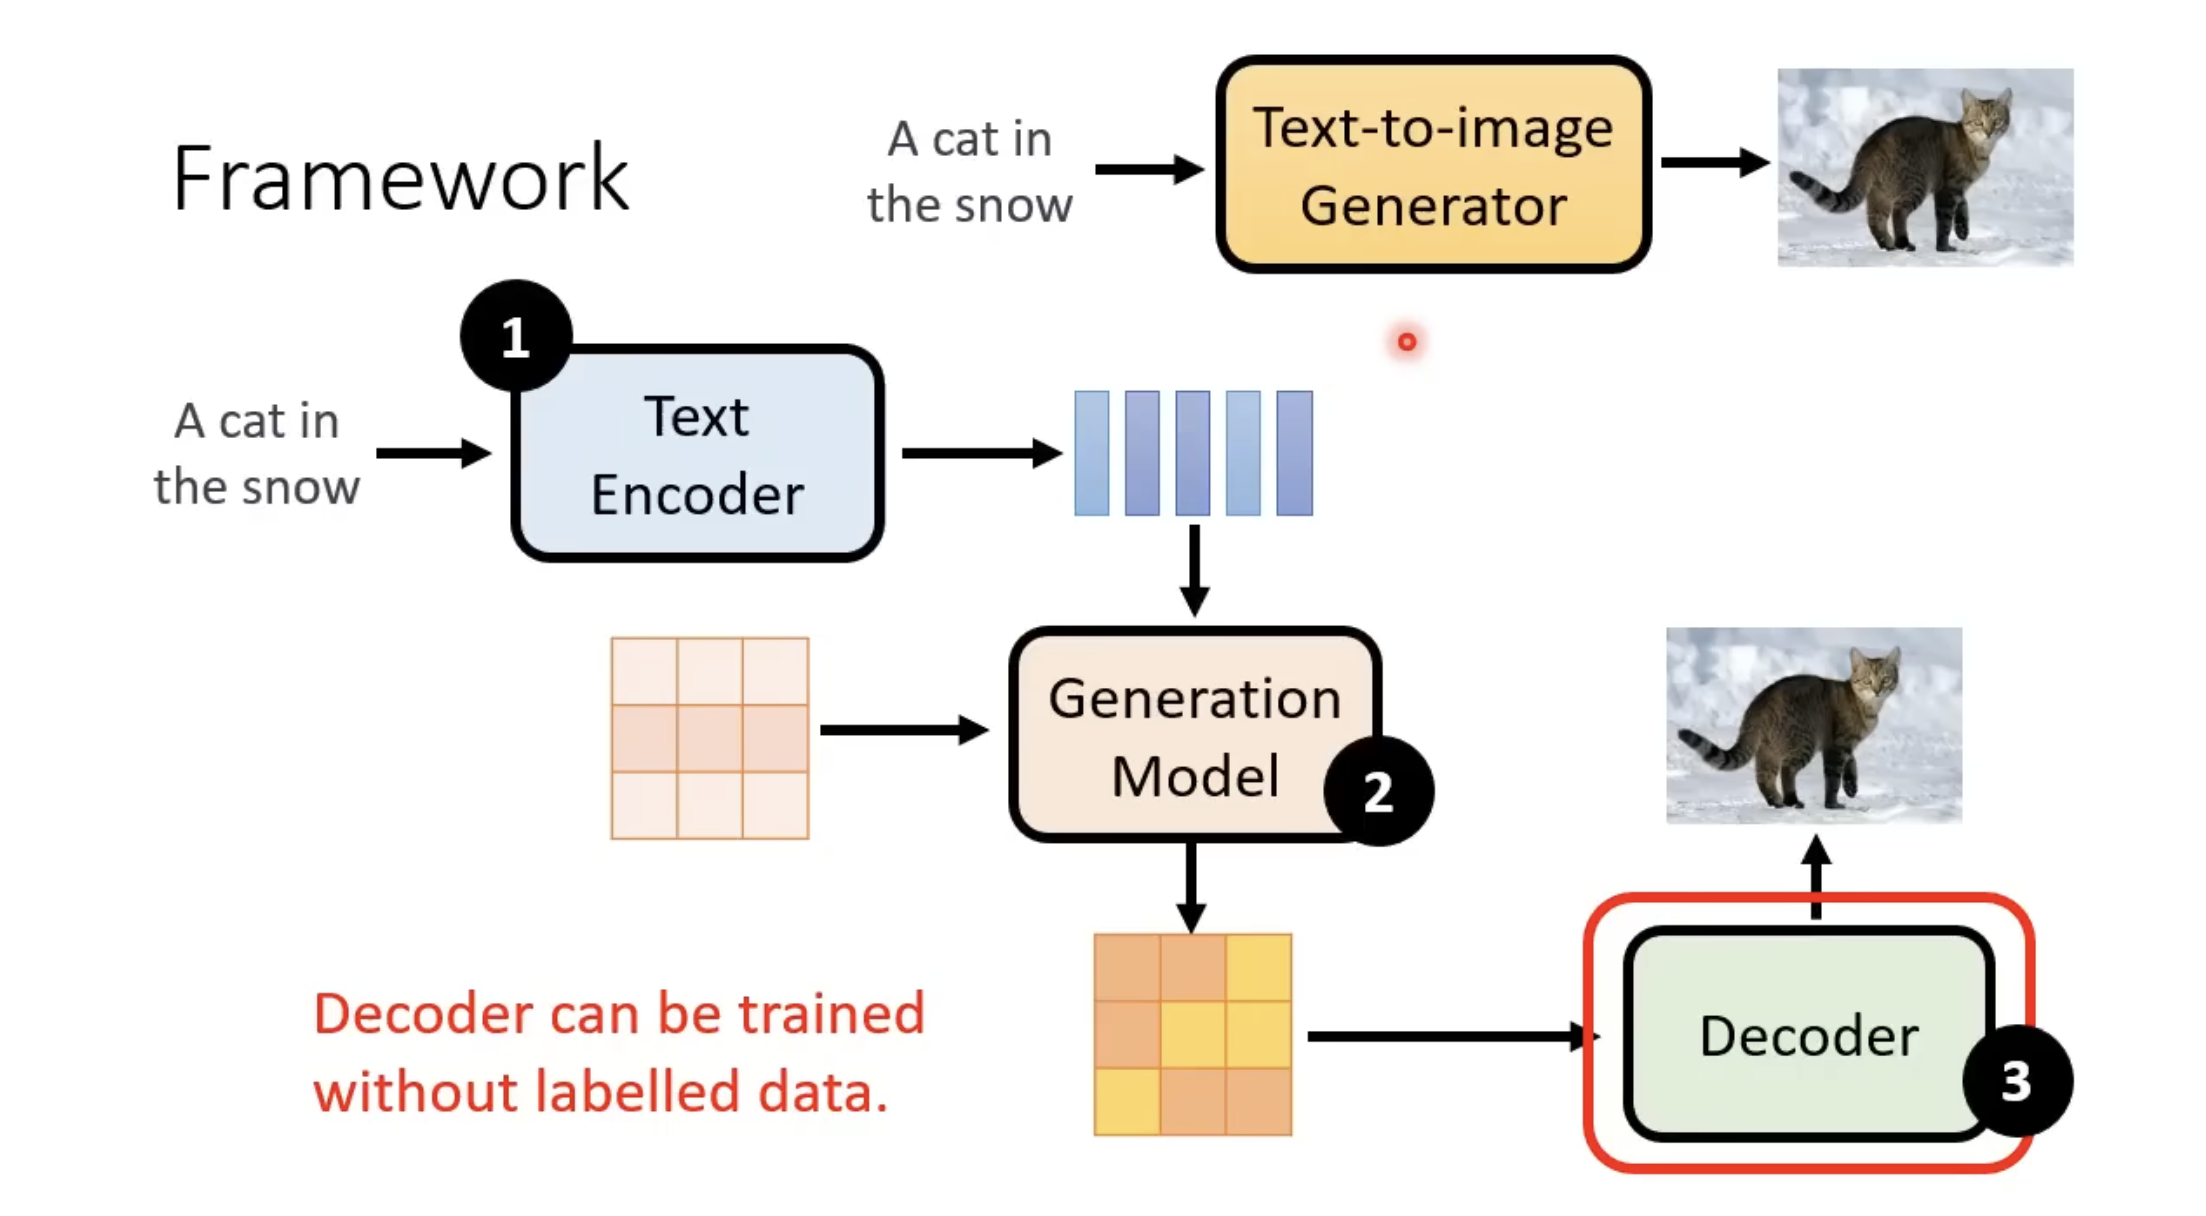 Framework
A cat in
the snow
Text-to-image
Generator
1
A cat in
the snow
Text
Encoder
Generation
Model
2
Decoder can be trained
without labelled data.
Decoder
3